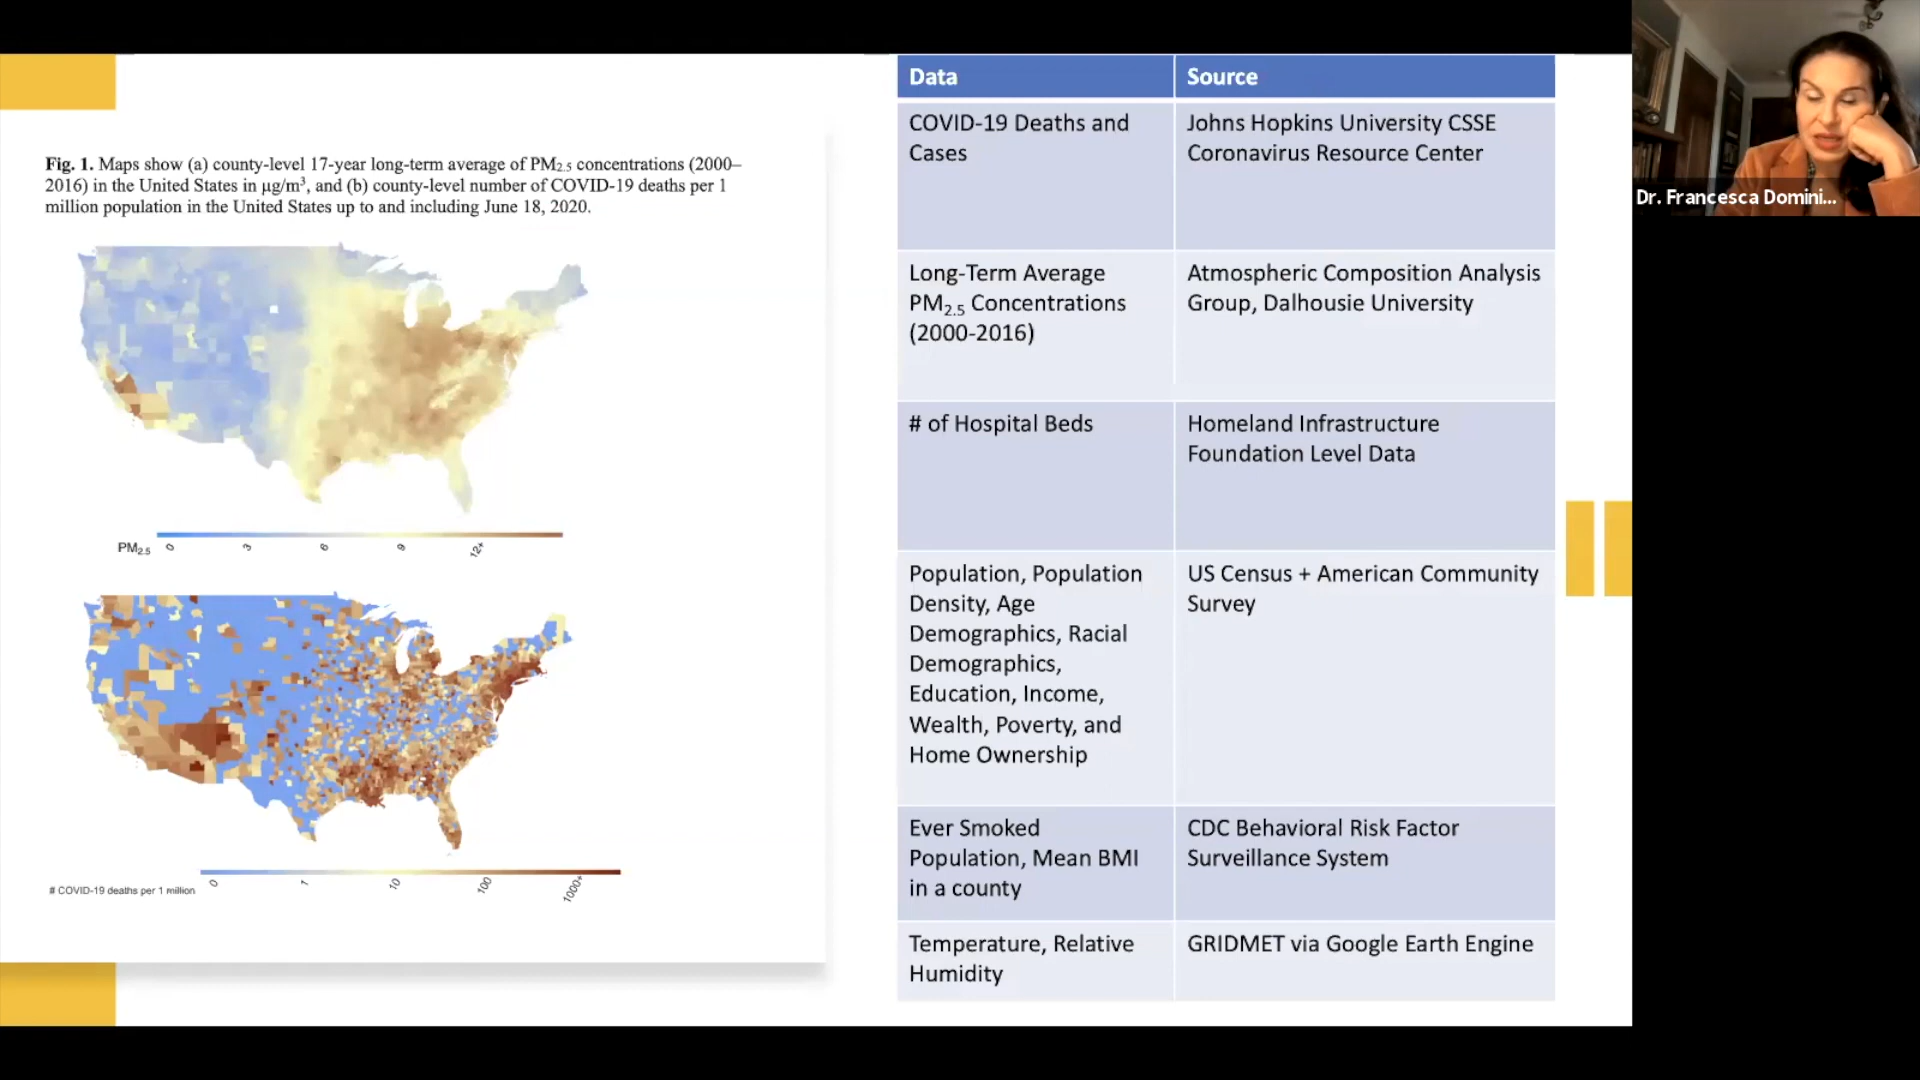 Fig. 1. Maps show (a) county-level 17-year long-term average of PM2.5 concentrations (2000–
2016) in the United States in μg/m³, and (b) county-level number of COVID-19 deaths per 1
million population in the United States up to and including June 18, 2020.
PM2.5 0 3 6 9 12+
# COVID-19 deaths per 1 million 0 1 10 100 1000+
Data Source
COVID-19 Deaths and
Cases
Johns Hopkins University CSSE
Coronavirus Resource Center
Long-Term Average
PM2.5 Concentrations
(2000-2016)
Atmospheric Composition Analysis
Group, Dalhousie University
# of Hospital Beds
Homeland Infrastructure
Foundation Level Data
Population, Population
Density, Age
Demographics, Racial
Demographics,
Education, Income,
Wealth, Poverty, and
Home Ownership
US Census + American Community
Survey
Ever Smoked
Population, Mean BMI
in a county
CDC Behavioral Risk Factor
Surveillance System
Temperature, Relative
Humidity
GRIDMET via Google Earth Engine
Dr. Francesca Domini...